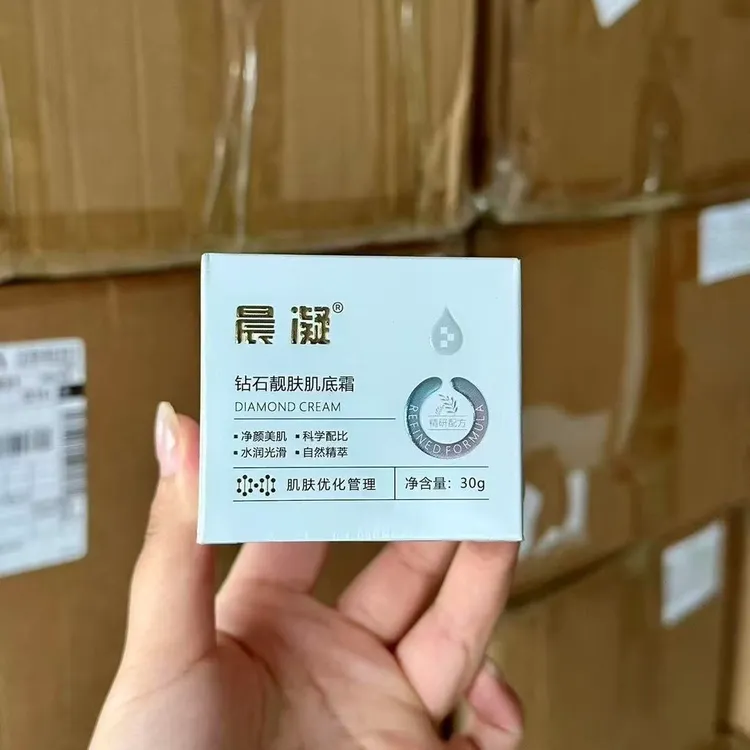 晨凝®
钻石靓肤肌底霜
DIAMOND CREAM
▪净颜美肌 ▪科学配比
▪水润光滑 ▪自然精萃
精研配方
REFINED FORMULA
肌肤优化管理
净含量：30g